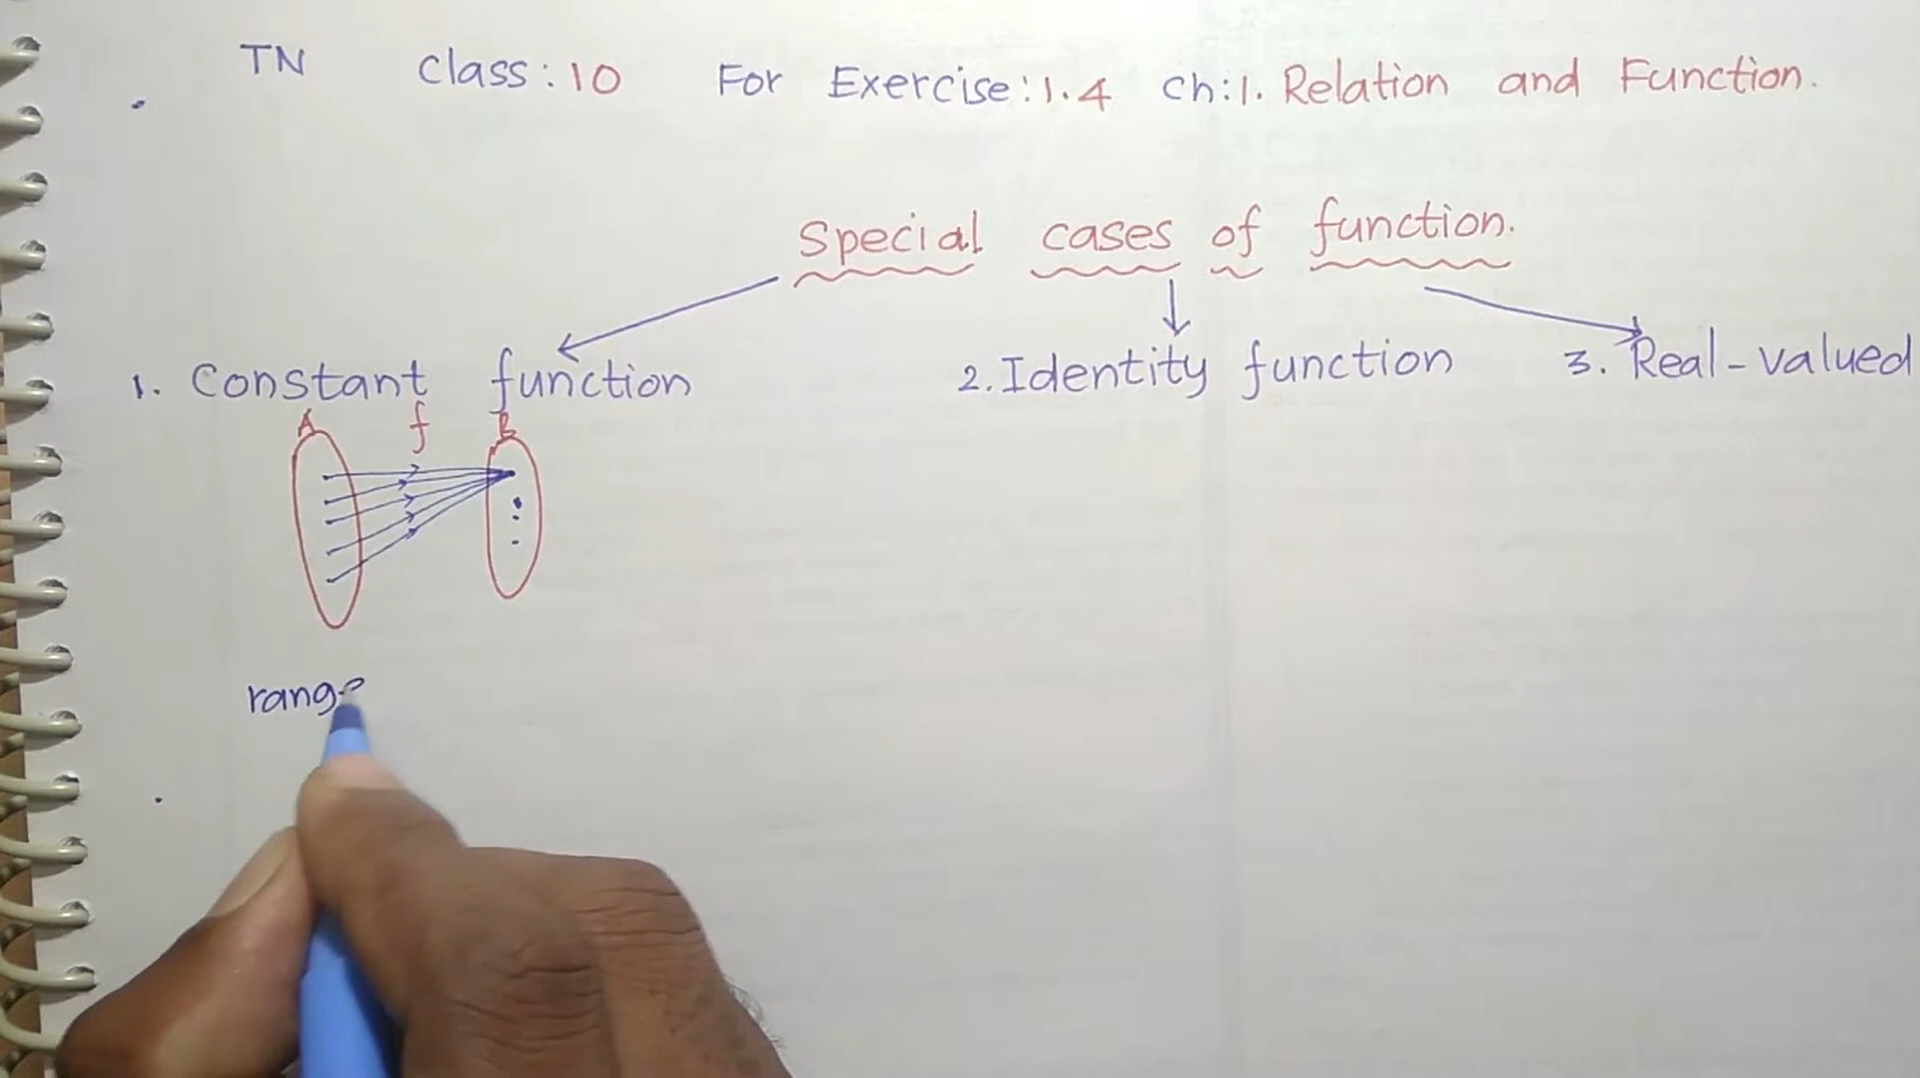 TN Class: 10 For Exercise: 1.4 Ch: 1. Relation and Function.
Special cases of function.
1. Constant function 2. Identity function 3. Real-valued
A f B
range